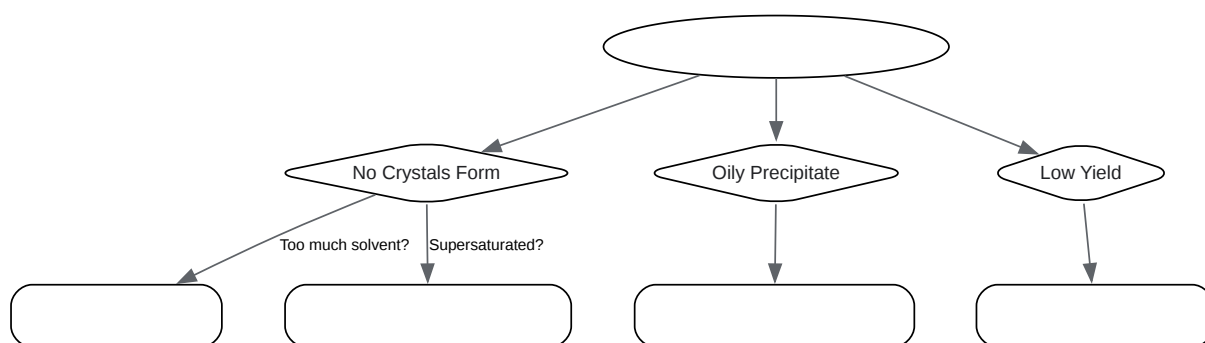 No Crystals Form
Oily Precipitate
Low Yield
Too much solvent?
Supersaturated?